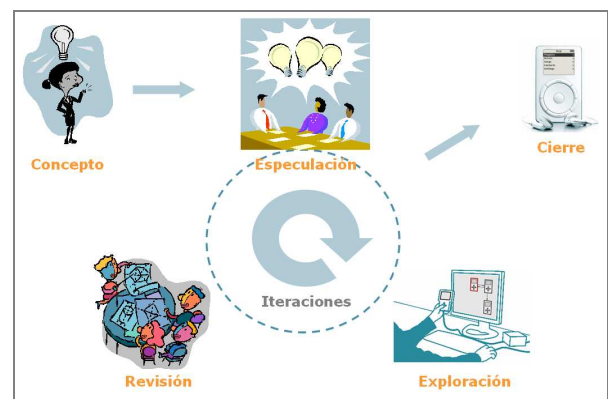 Concepto
Especulación
Cierre
Iteraciones
Revisión
Exploración